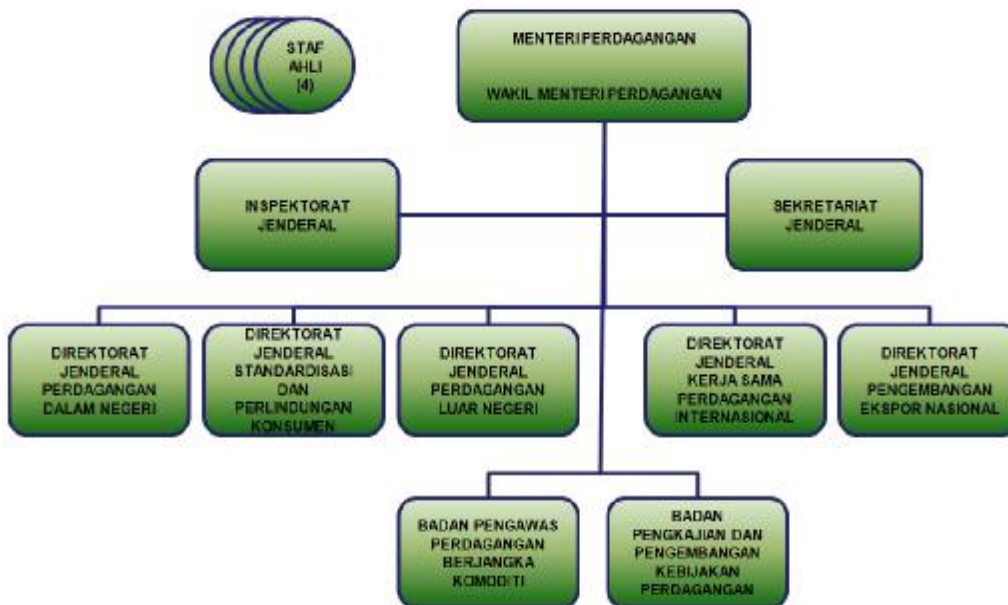 STAF
AHLI
(4)
MENTERI PERDAGANGAN
WAKIL MENTERI PERDAGANGAN
INSPEKTORAT
JENDERAL
SEKRETARIAT
JENDERAL
DIREKTORAT
JENDERAL
PERDAGANGAN
DALAM NEGERI
DIREKTORAT
JENDERAL
STANDARDISASI
DAN
PERLINDUNGAN
KONSUMEN
DIREKTORAT
JENDERAL
PERDAGANGAN
LUAR NEGERI
DIREKTORAT
JENDERAL
KERJA SAMA
PERDAGANGAN
INTERNASIONAL
DIREKTORAT
JENDERAL
PENGEMBANGAN
EKSPOR NASIONAL
BADAN PENGAWAS
PERDAGANGAN
BERJANGKA
KOMODITI
BADAN
PENGKAJIAN DAN
PENGEMBANGAN
KEBIJAKAN
PERDAGANGAN